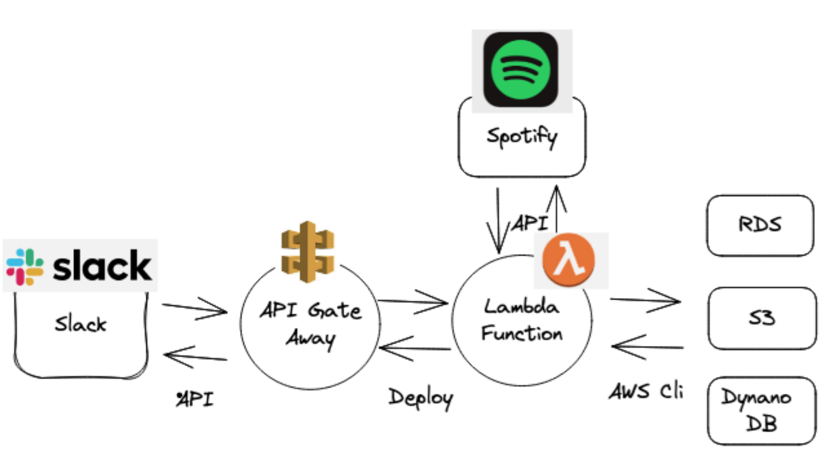 Spotify
API
RDS
slack
Slack
API Gate
Away
Lambda
Function
S3
API
Deploy
AWS Cli
Dynano
DB